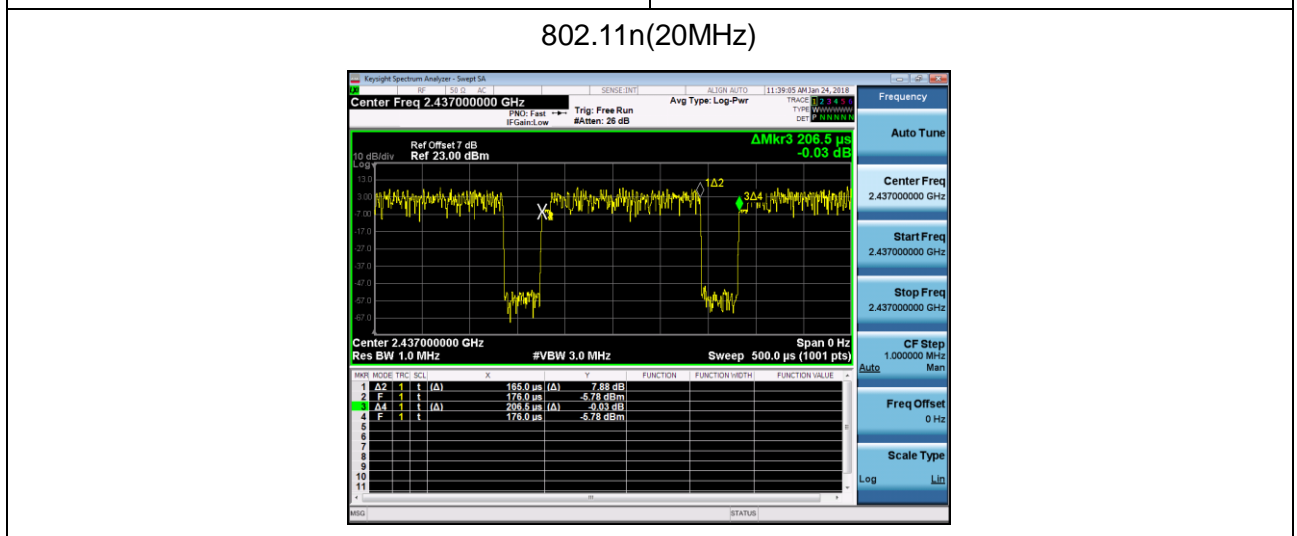 802.11n(20MHz)
Keysight Spectrum Analyzer - Swept SA
RF 50 Ω AC SENSE:INT ALIGN AUTO 11:39:05 AM Jan 24, 2018
Center Freq 2.437000000 GHz
PNO: Fast
IFGain:Low
Trig: Free Run
#Atten: 26 dB
Avg Type: Log-Pwr
TRACE 1 2 3 4 5 6
TYPE WWWWWW
DET P N N N N N
Frequency
ΔMkr3 206.5 µs
-0.03 dB
Ref Offset 7 dB
10 dB/div Ref 23.00 dBm
Log
13.0
3.00
-7.00
-17.0
-27.0
-37.0
-47.0
-57.0
-67.0
1Δ2
3Δ4
X
Center 2.437000000 GHz Span 0 Hz
Res BW 1.0 MHz #VBW 3.0 MHz Sweep 500.0 µs (1001 pts)
MKR MODE TRC SCL X Y FUNCTION FUNCTION WIDTH FUNCTION VALUE
1 Δ2 1 t (Δ) 165.0 µs (Δ) 7.88 dB
2 F 1 t 176.0 µs -5.78 dBm
3 Δ4 1 t (Δ) 206.5 µs (Δ) -0.03 dB
4 F 1 t 176.0 µs -5.78 dBm
5
6
7
8
9
10
11
MSG STATUS
Auto Tune
Center Freq
2.437000000 GHz
Start Freq
2.437000000 GHz
Stop Freq
2.437000000 GHz
CF Step
1.000000 MHz
Auto Man
Freq Offset
0 Hz
Scale Type
Log Lin